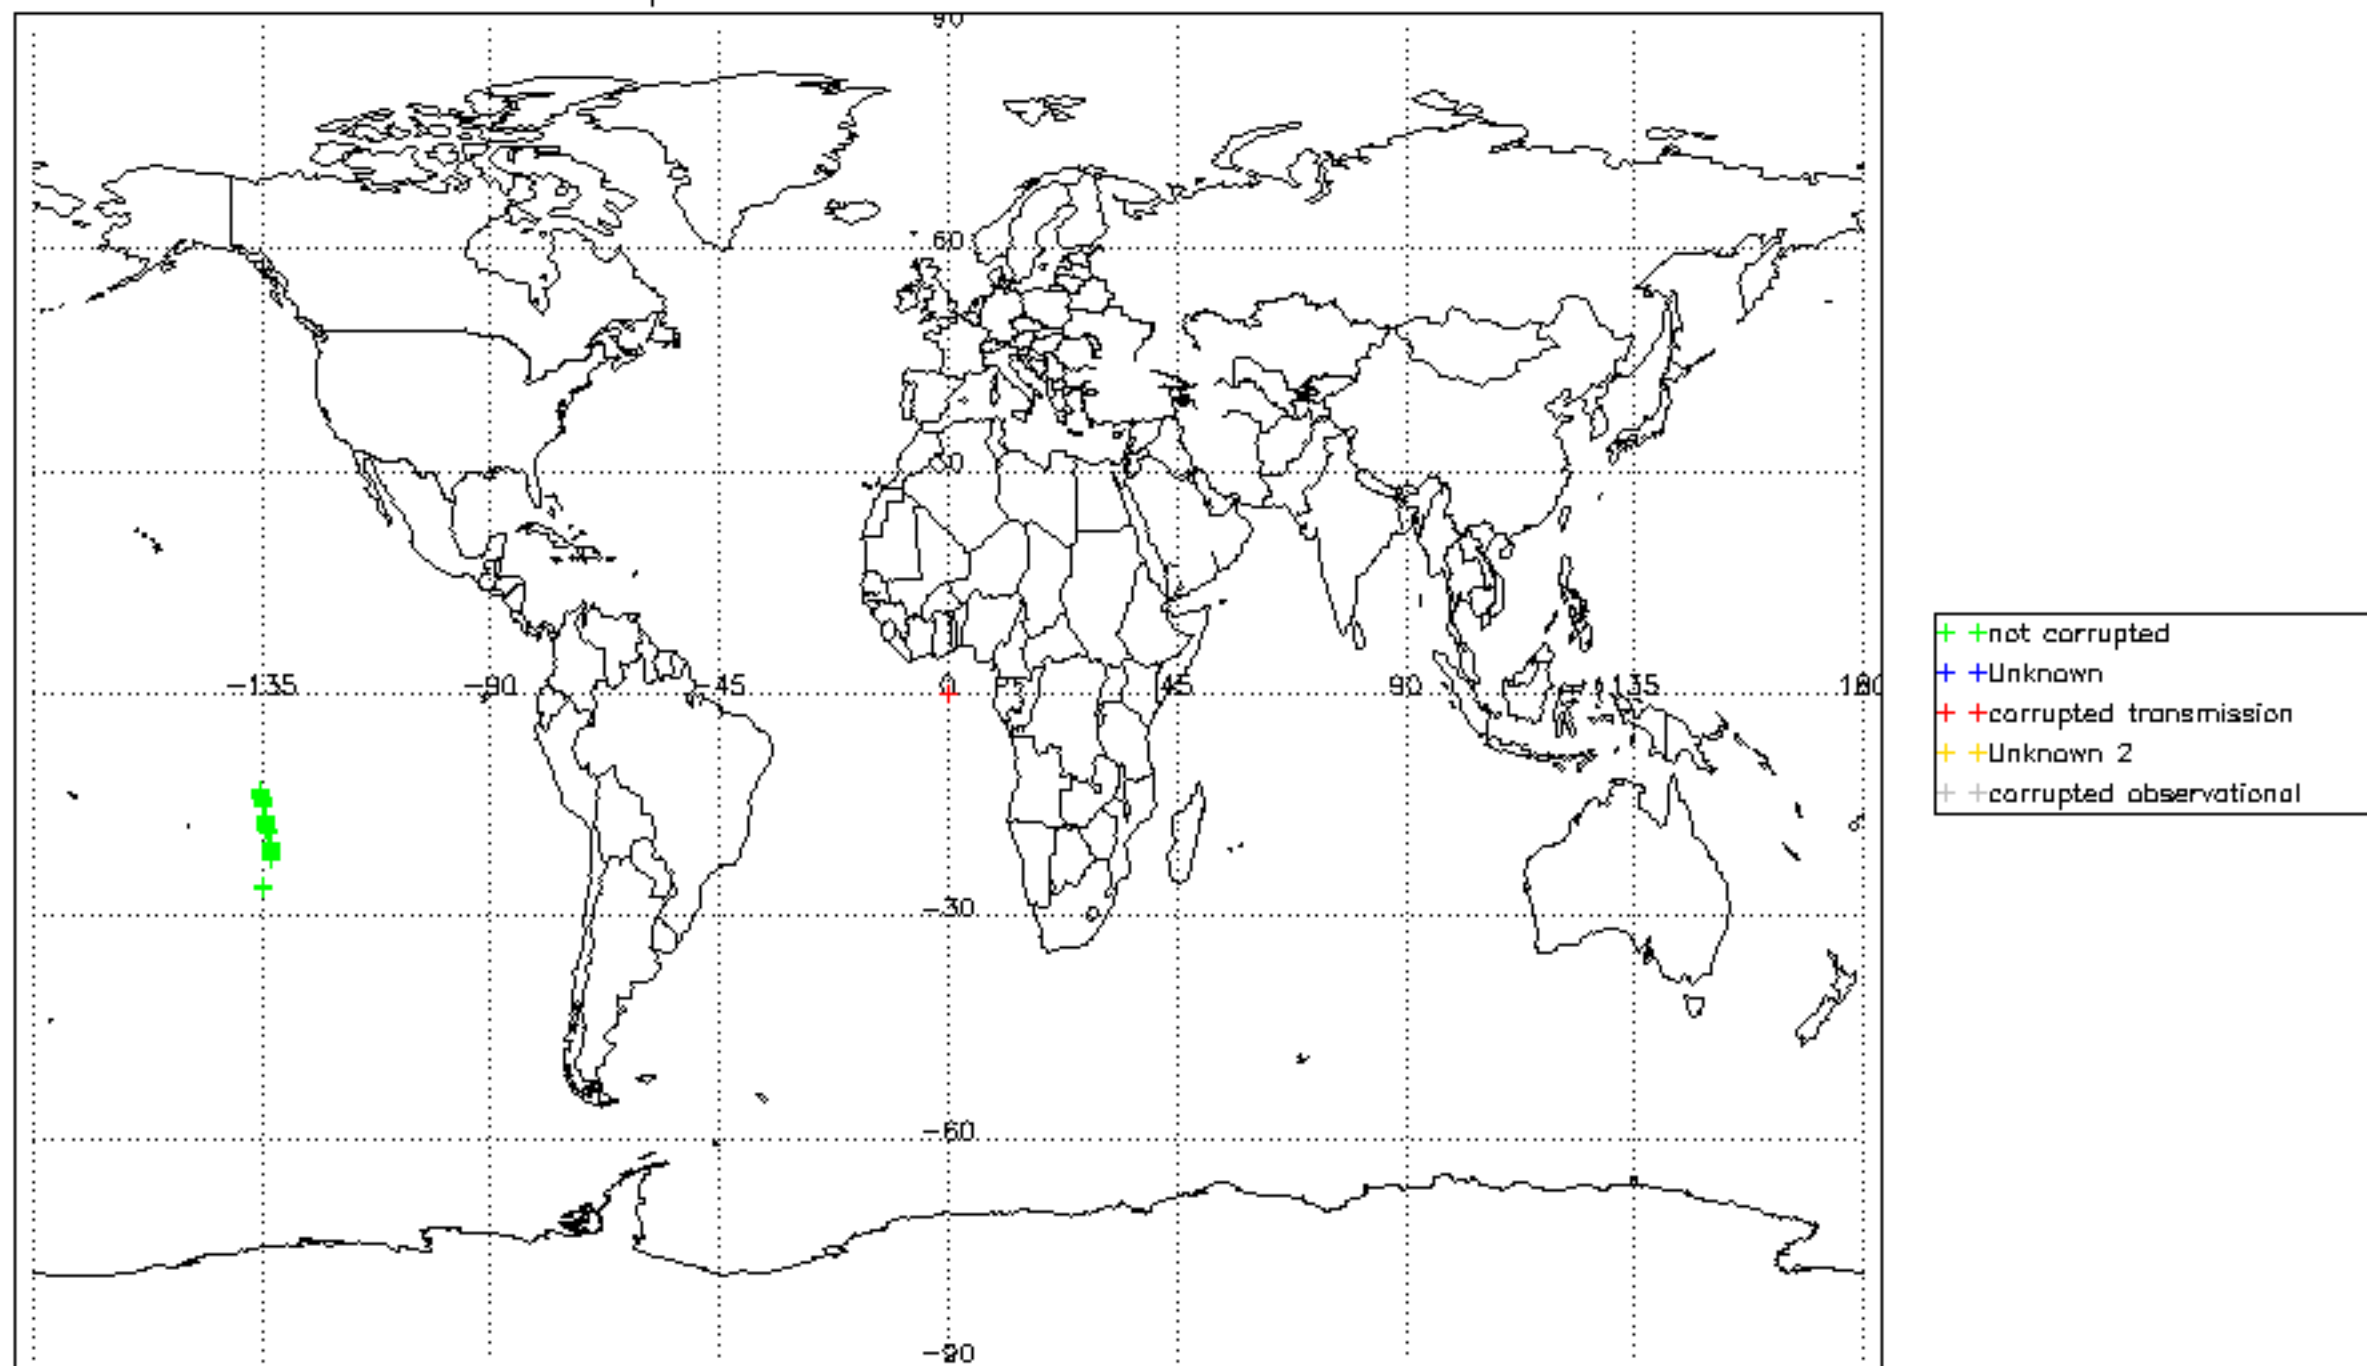 90
60
30
-135 -90 -45 0 45 90 135 180
-30
-60
-90
not corrupted
Unknown
corrupted transmission
Unknown 2
corrupted observational